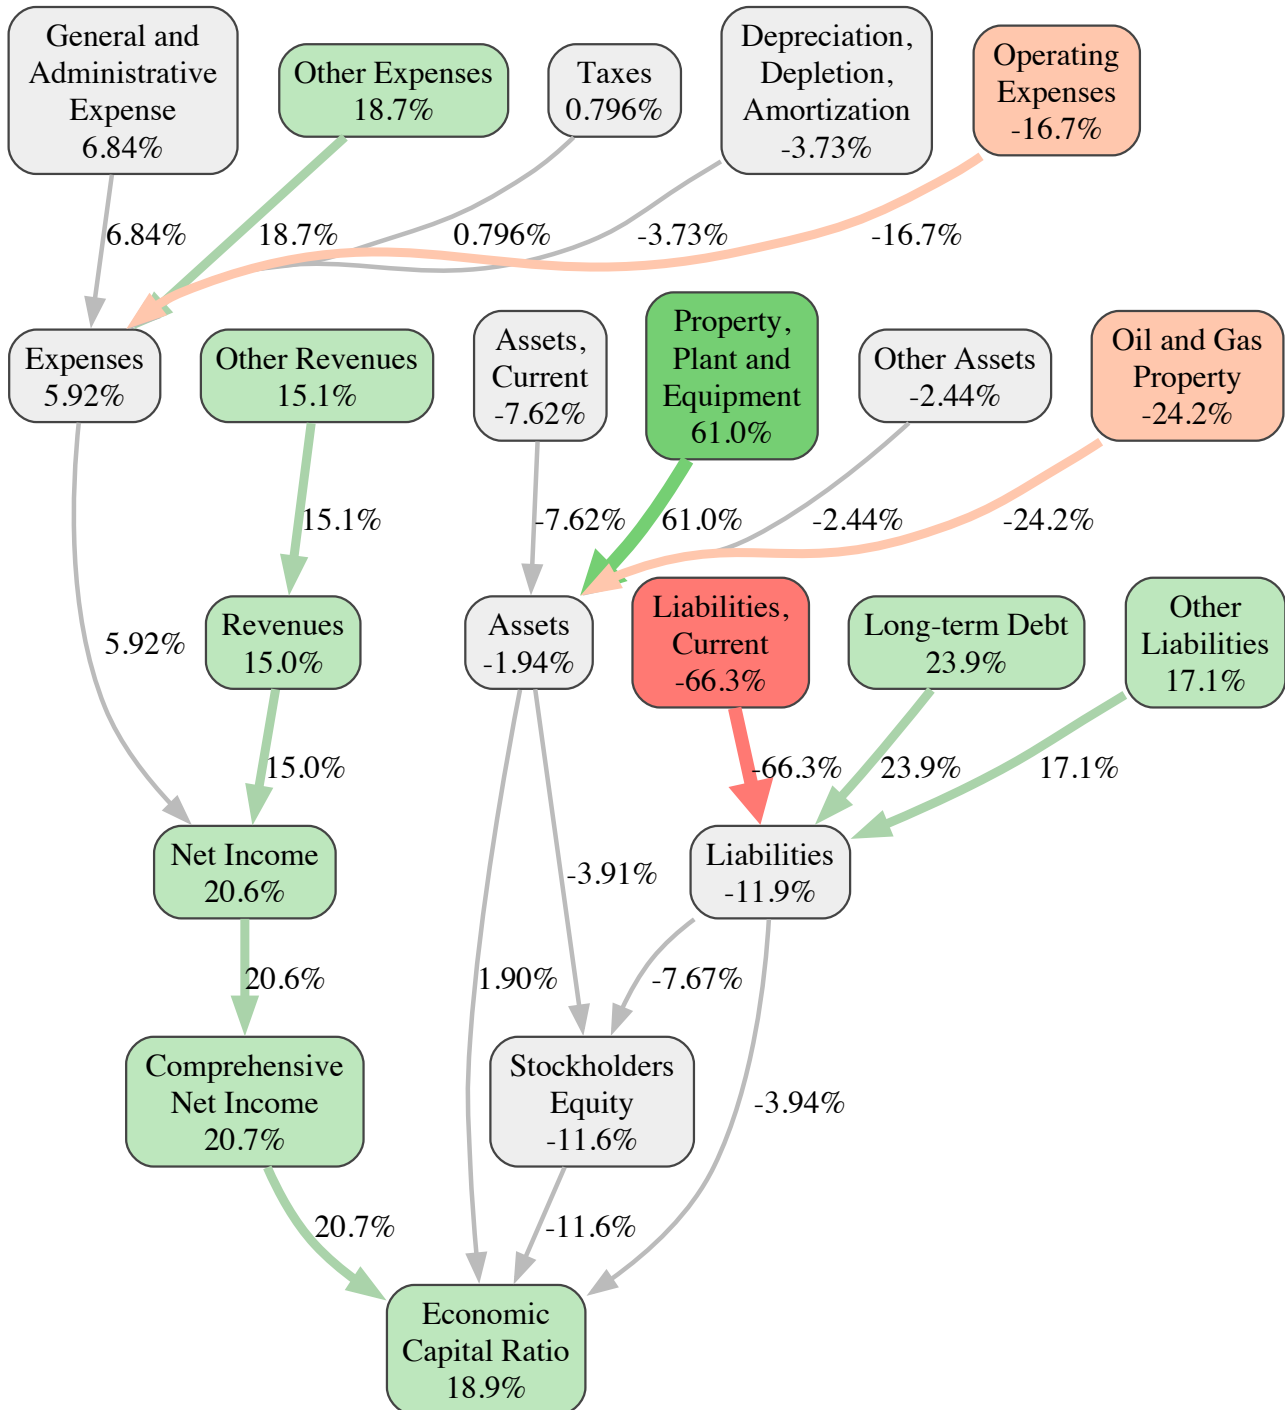 General and
Administrative
Expense
6.84%
Other Expenses
18.7%
Taxes
0.796%
Depreciation,
Depletion,
Amortization
-3.73%
Operating
Expenses
-16.7%
6.84%
18.7%
0.796%
-3.73%
-16.7%
Expenses
5.92%
Other Revenues
15.1%
Assets,
Current
-7.62%
Property,
Plant and
Equipment
61.0%
Other Assets
-2.44%
Oil and Gas
Property
-24.2%
15.1%
-7.62%
61.0%
-2.44%
-24.2%
5.92%
Revenues
15.0%
Assets
-1.94%
Liabilities,
Current
-66.3%
Long-term Debt
23.9%
Other
Liabilities
17.1%
15.0%
-66.3%
23.9%
17.1%
Net Income
20.6%
-3.91%
Liabilities
-11.9%
20.6%
1.90%
-7.67%
Comprehensive
Net Income
20.7%
Stockholders
Equity
-11.6%
-3.94%
20.7%
-11.6%
Economic
Capital Ratio
18.9%